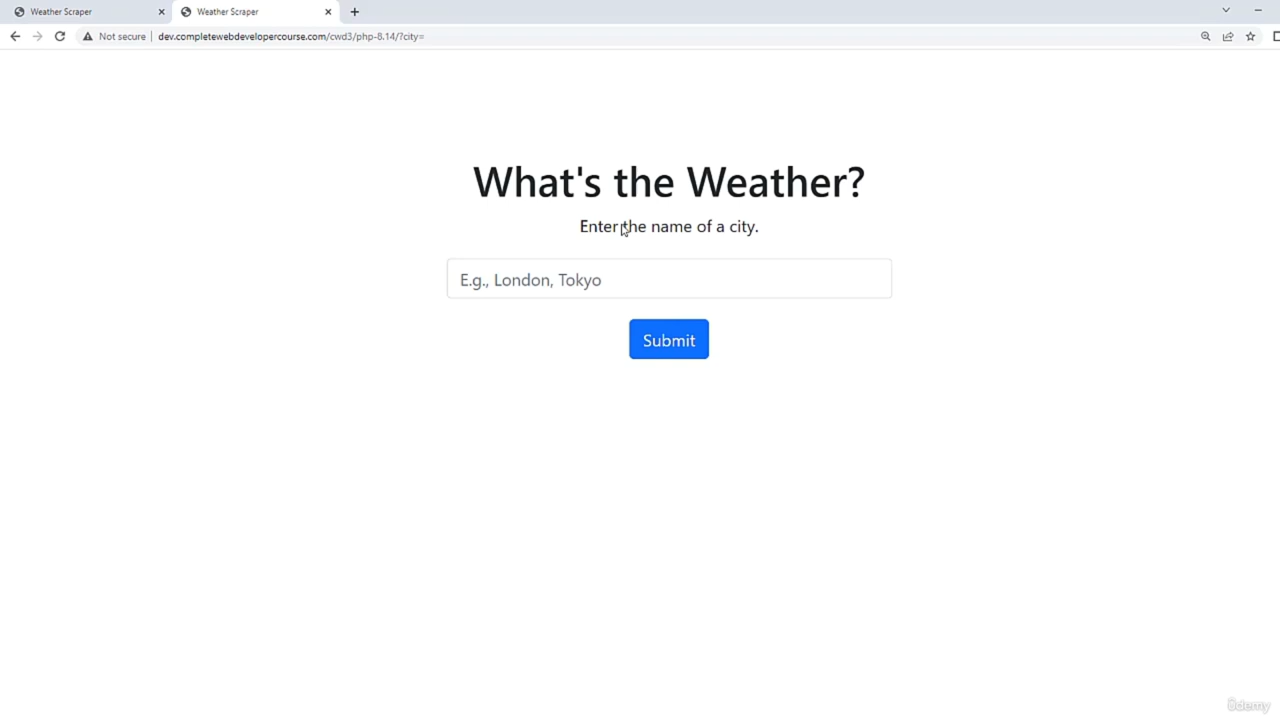 Weather Scraper
Weather Scraper
Not secure
dev.completewebdevelopercourse.com/cwd3/php-8.14/?city=
What's the Weather?
Enter the name of a city.
E.g., London, Tokyo
Submit
ûdemy